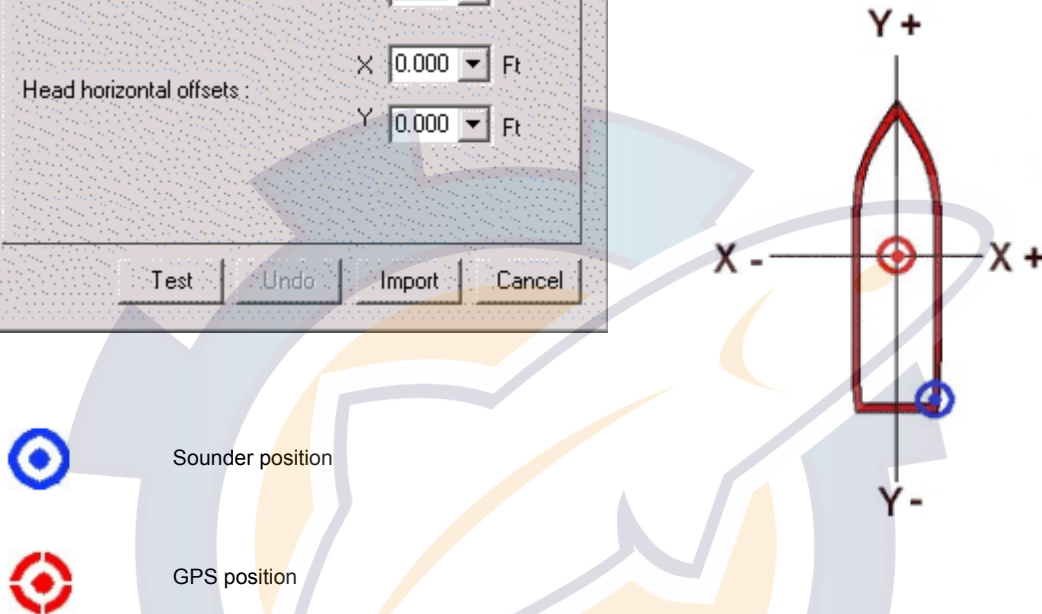 X 0.000 Ft
Head horizontal offsets :
Y 0.000 Ft
Test Undo Import Cancel
Y +
X - X +
Y -
Sounder position
GPS position